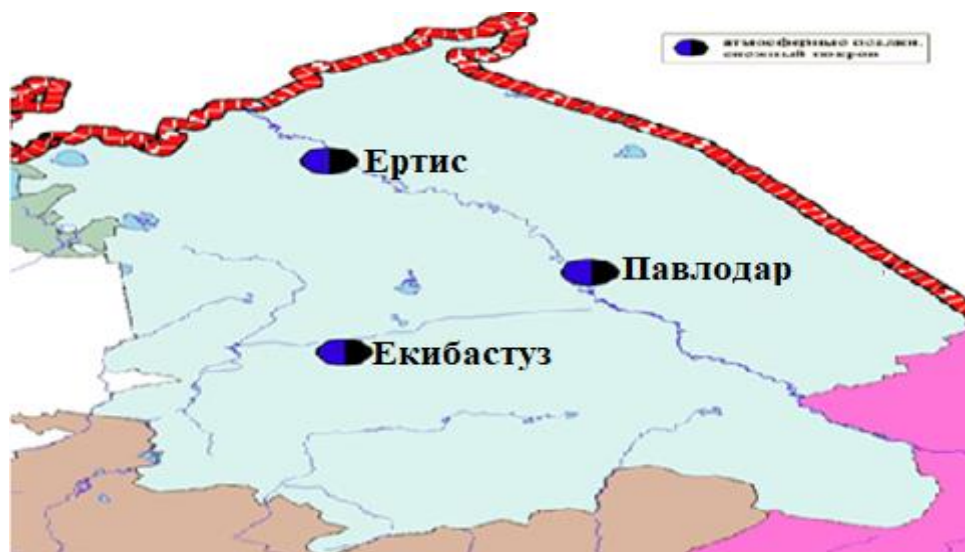 атмосферные осадки,
снежный покров
Ертис
Павлодар
Екибастуз